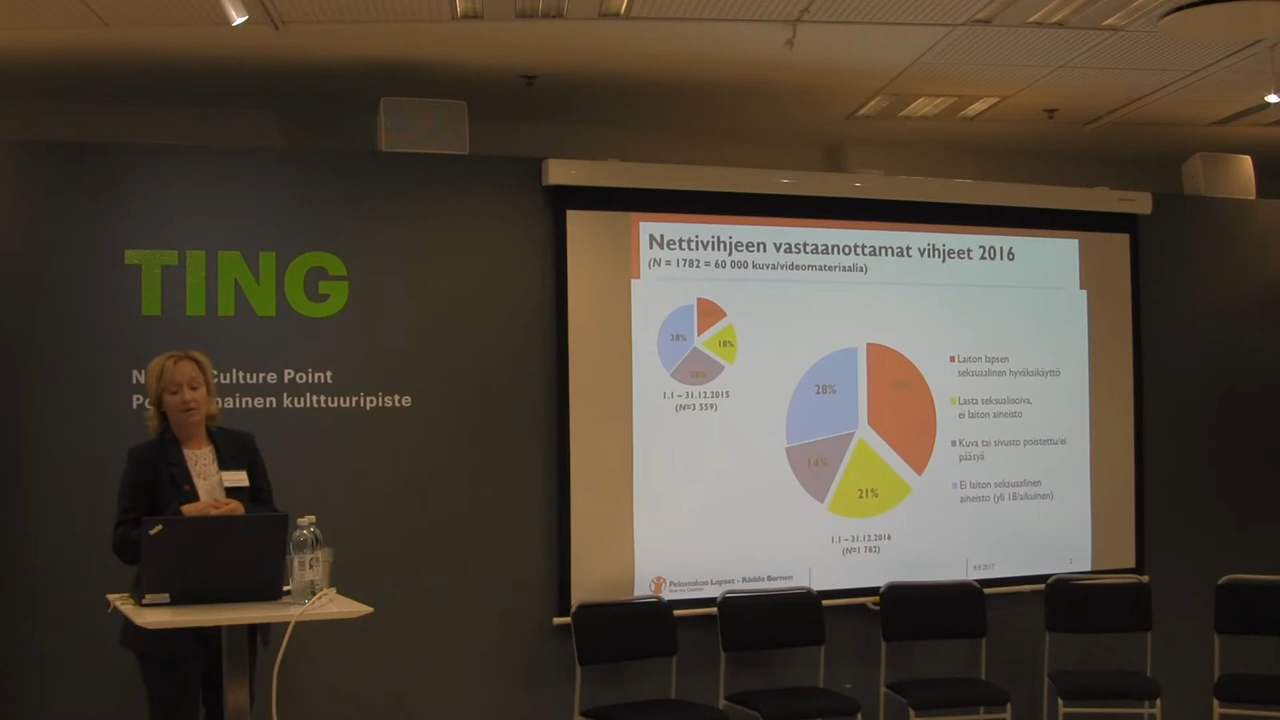 TING
Culture Point
kulttuuripiste
Nettivihjeen vastaanottamat vihjeet 2016
(N = 1782 = 60 000 kuva/videomateriaalia)
38%
18%
1.1 – 31.12.2015
(N=3 559)
28%
14%
21%
1.1 – 31.12.2016
(N=1 782)
Laiton lapsen
seksuaalinen hyväksikäyttö
Lasta seksualisoiva,
ei laiton aineisto
Kuva tai sivusto poistettu/ei
pääsyä
Ei laiton seksuaalinen
aineisto (yli 18/aikuinen)
Pelastakaa Lapset - Rädda Barnen
2